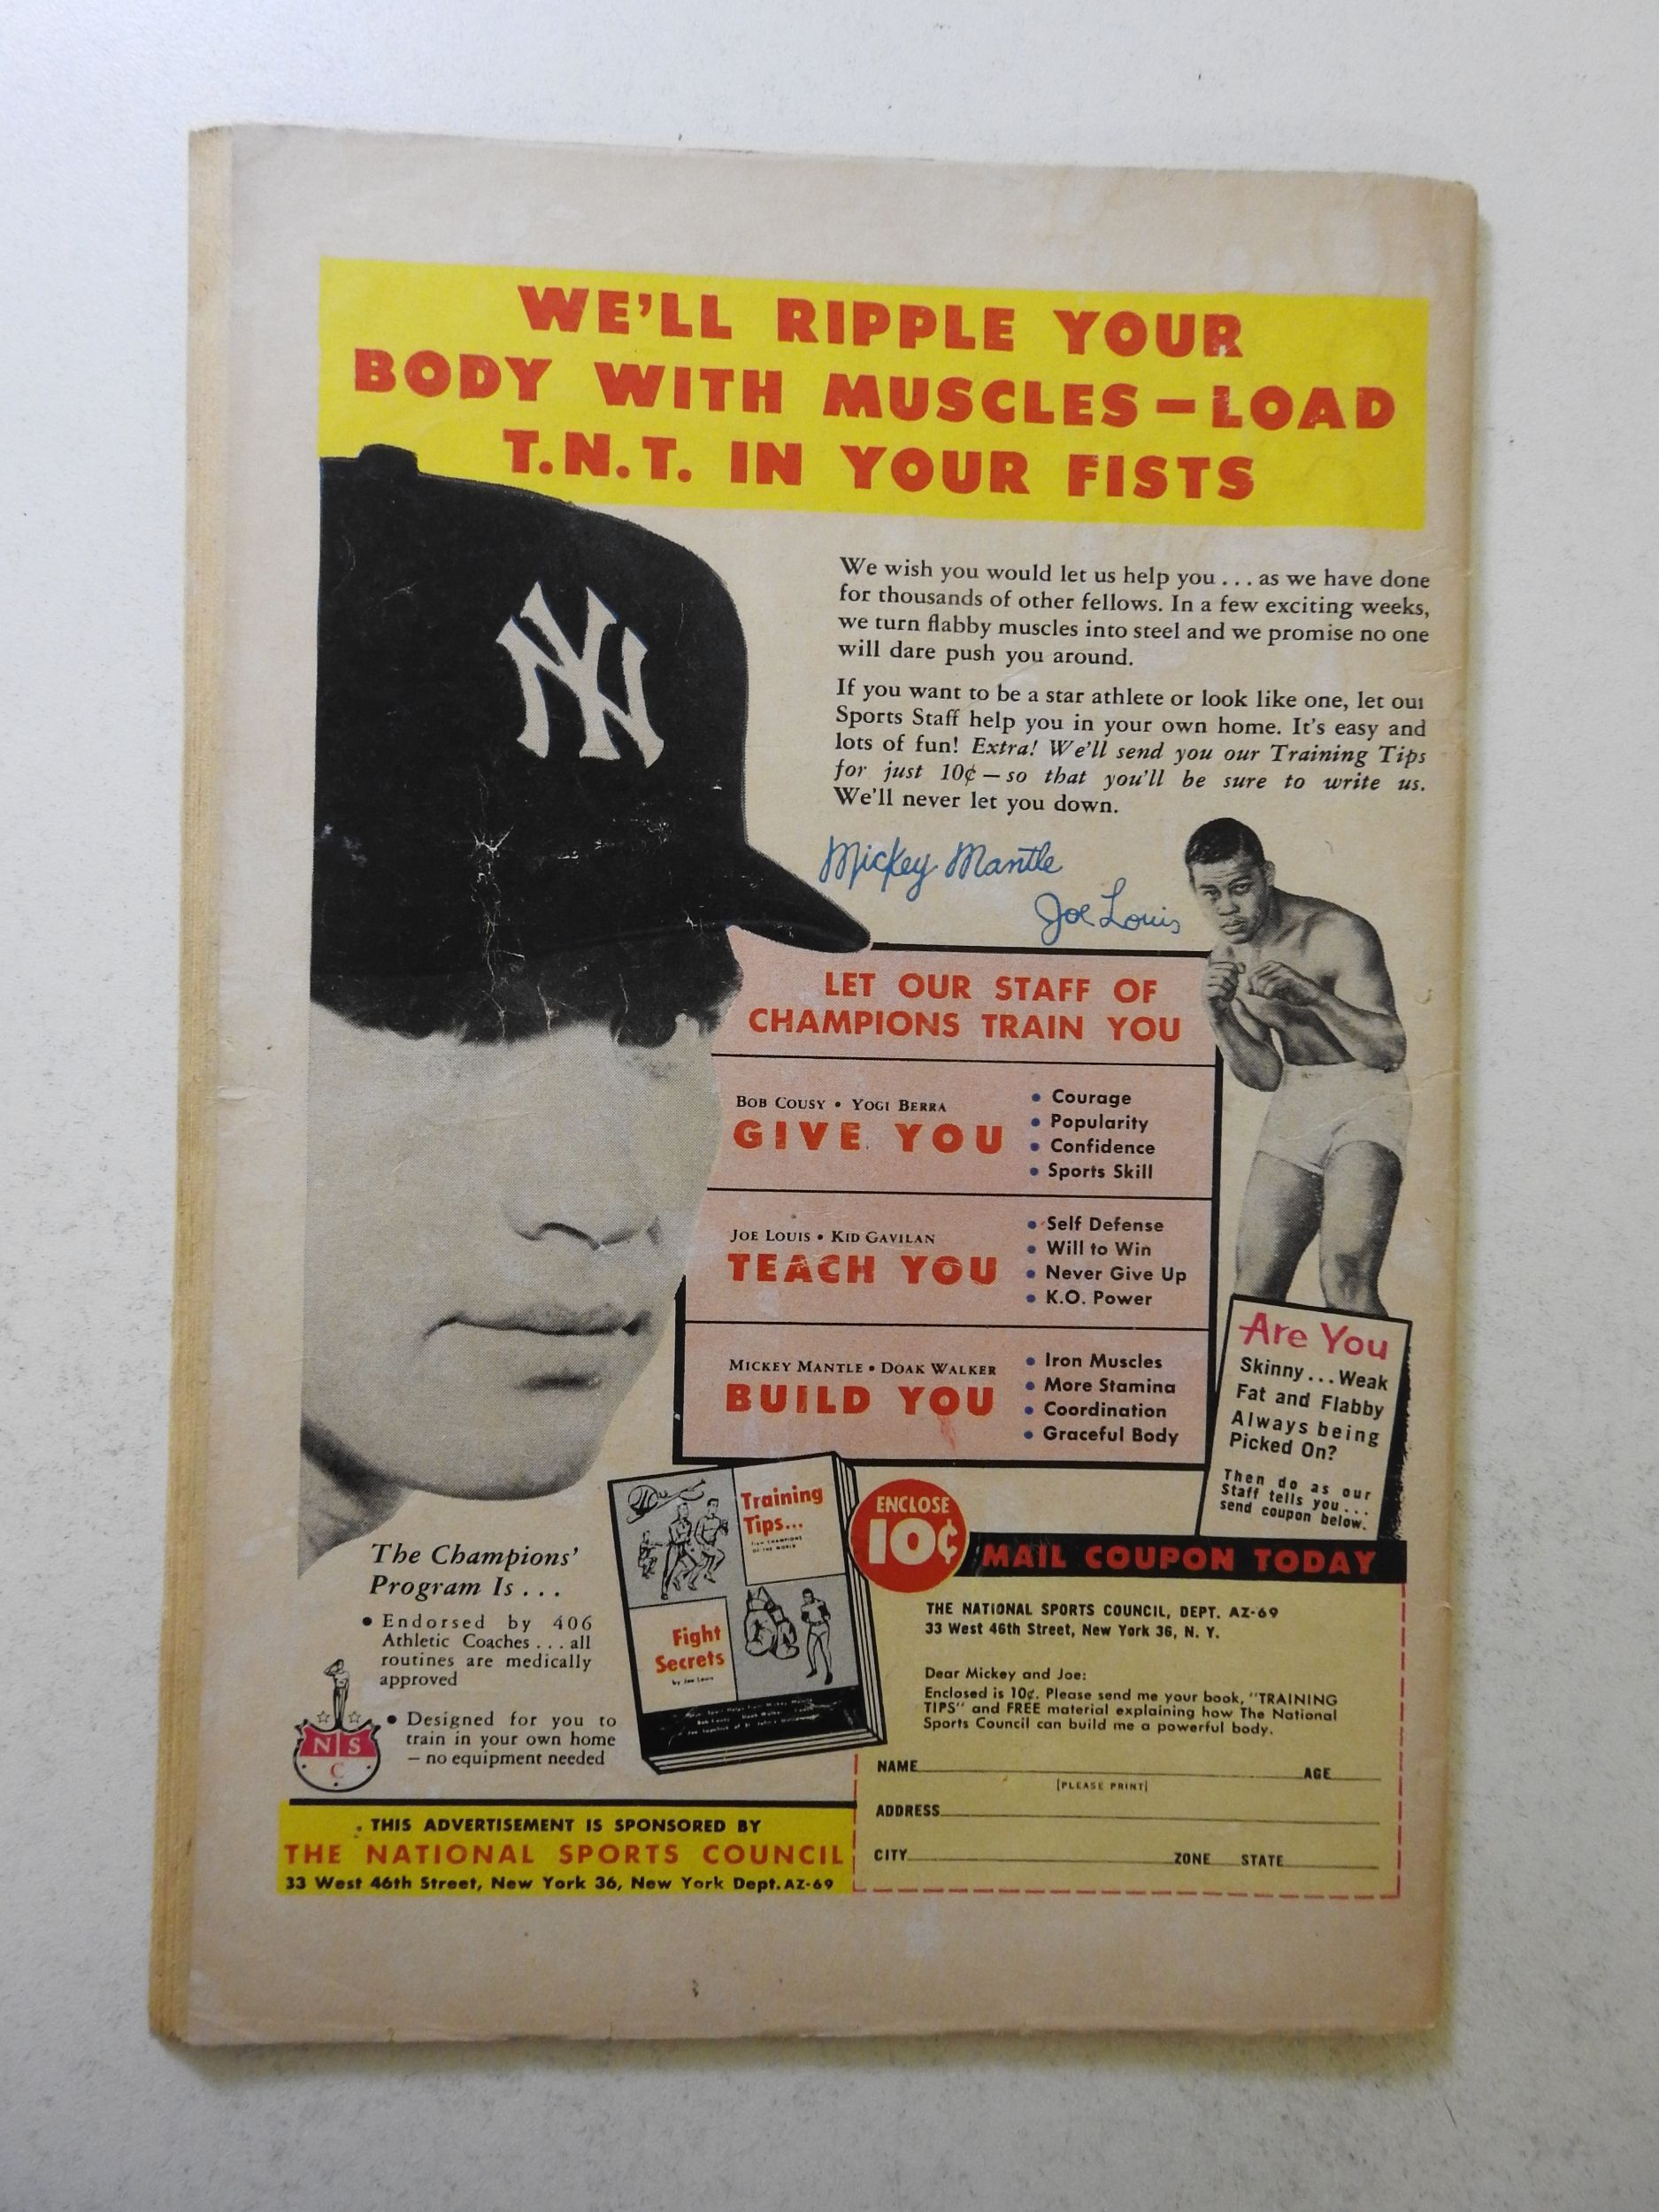 WE'LL RIPPLE YOUR
BODY WITH MUSCLES – LOAD
T.N.T. IN YOUR FISTS
NY
We wish you would let us help you . . . as we have done
for thousands of other fellows. In a few exciting weeks,
we turn flabby muscles into steel and we promise no one
will dare push you around.
If you want to be a star athlete or look like one, let our
Sports Staff help you in your own home. It's easy and
lots of fun! Extra! We'll send you our Training Tips
for just 10¢ – so that you'll be sure to write us.
We'll never let you down.
Mickey Mantle
Joe Louis
LET OUR STAFF OF
CHAMPIONS TRAIN YOU
BOB COUSY • YOGI BERRA
GIVE YOU
• Courage
• Popularity
• Confidence
• Sports Skill
JOE LOUIS • KID GAVILAN
TEACH YOU
• Self Defense
• Will to Win
• Never Give Up
• K.O. Power
MICKEY MANTLE • DOAK WALKER
BUILD YOU
• Iron Muscles
• More Stamina
• Coordination
• Graceful Body
Are You
Skinny . . . Weak
Fat and Flabby
Always being
Picked On?
Then do as our
Staff tells you . . .
send coupon below.
The Champions'
Program Is . . .
• Endorsed by 406
Athletic Coaches . . . all
routines are medically
approved
• Designed for you to
train in your own home
– no equipment needed
N S
C
Training
Tips...
from CHAMPIONS
OF THE WORLD
Fight
Secrets
by Joe Louis
ENCLOSE
10¢
MAIL COUPON TODAY
THE NATIONAL SPORTS COUNCIL, DEPT. AZ-69
33 West 46th Street, New York 36, N. Y.
Dear Mickey and Joe:
Enclosed is 10¢. Please send me your book, "TRAINING
TIPS" and FREE material explaining how The National
Sports Council can build me a powerful body.
NAME AGE
[PLEASE PRINT]
ADDRESS
CITY ZONE STATE
THIS ADVERTISEMENT IS SPONSORED BY
THE NATIONAL SPORTS COUNCIL
33 West 46th Street, New York 36, New York Dept. AZ-69